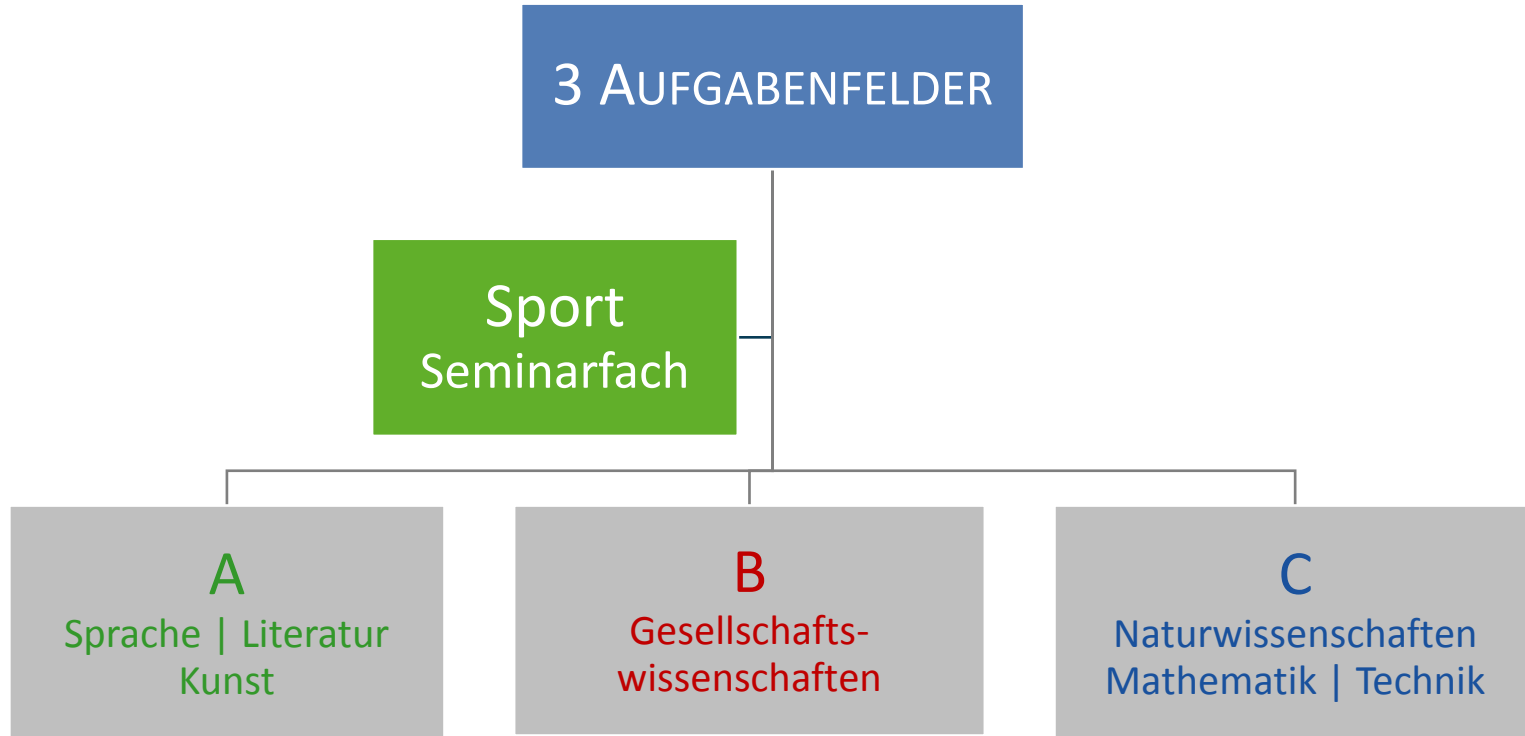 3 AUFGABENFELDER
Sport
Seminarfach
A
Sprache | Literatur
Kunst
B
Gesellschafts-
wissenschaften
C
Naturwissenschaften
Mathematik | Technik